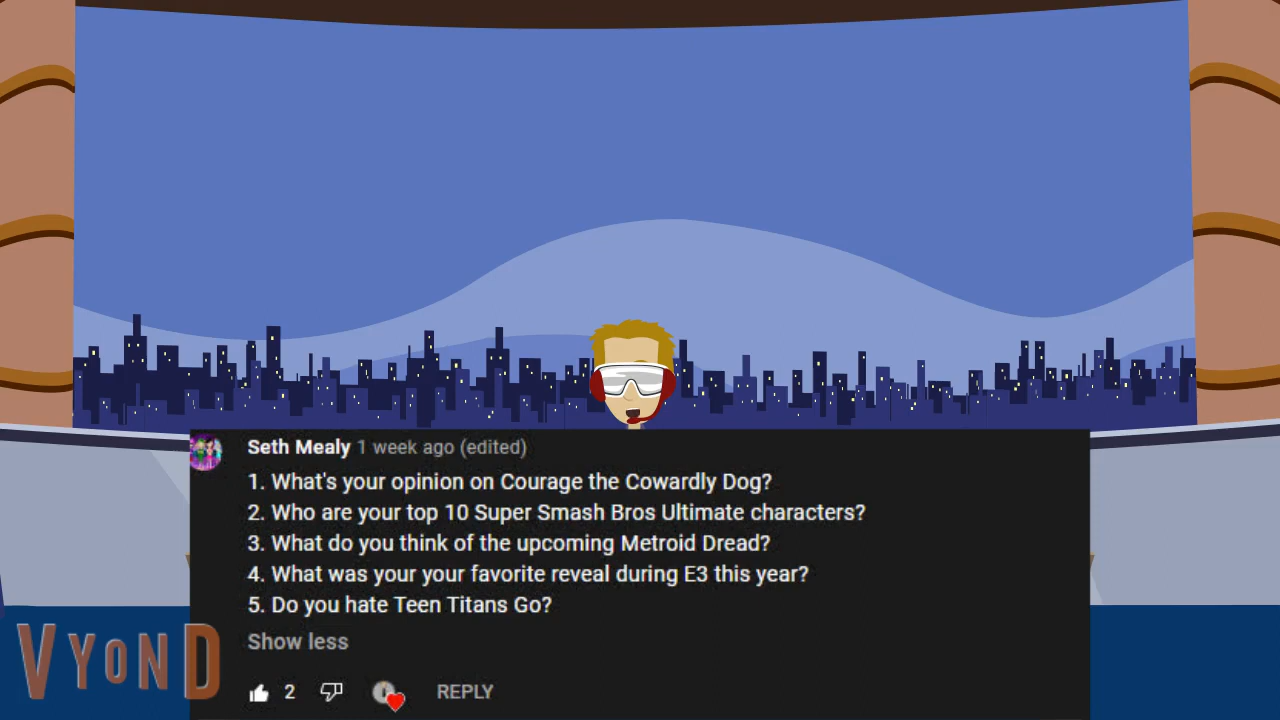 Seth Mealy 1 week ago (edited)
1. What's your opinion on Courage the Cowardly Dog?
2. Who are your top 10 Super Smash Bros Ultimate characters?
3. What do you think of the upcoming Metroid Dread?
4. What was your your favorite reveal during E3 this year?
5. Do you hate Teen Titans Go?
Show less
VYOND
2 REPLY